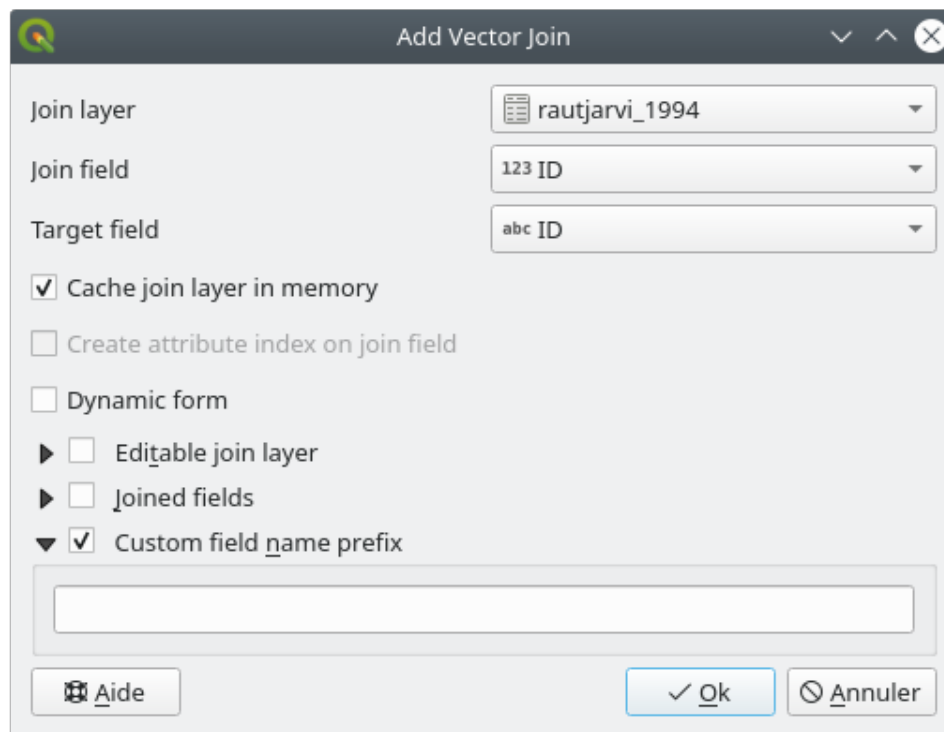 Add Vector Join
Join layer rautjarvi_1994
Join field 123 ID
Target field abc ID
Cache join layer in memory
Create attribute index on join field
Dynamic form
Editable join layer
Joined fields
Custom field name prefix
Aide Ok Annuler